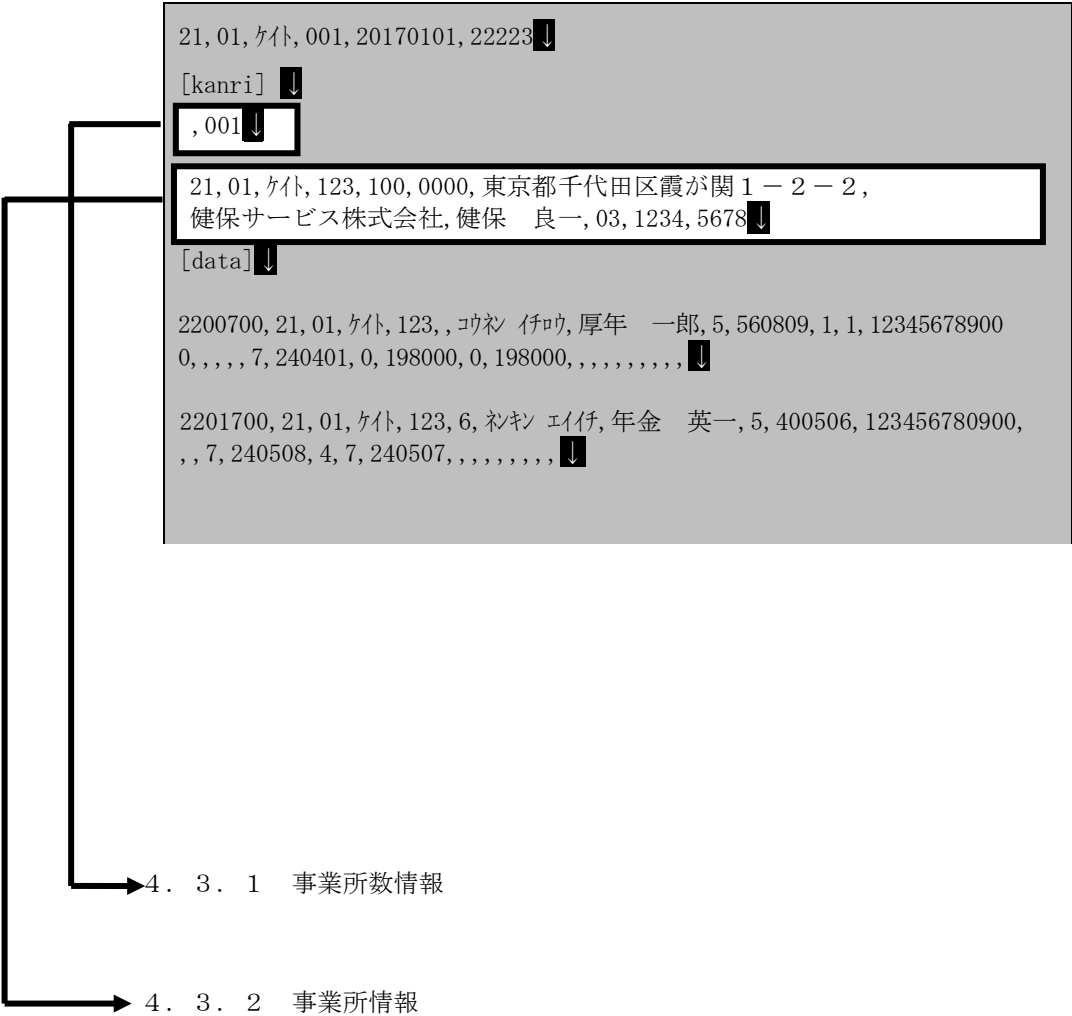 21,01,ｹｲﾄ,001,20170101,22223↓
[kanri] ↓
,001↓
21,01,ｹｲﾄ,123,100,0000,東京都千代田区霞が関１－２－２,
健保サービス株式会社,健保　良一,03,1234,5678↓
[data]↓
2200700,21,01,ｹｲﾄ,123,,ｺｳﾈﾝ ｲﾁﾛｳ,厚年　一郎,5,560809,1,1,12345678900
0,,,,,7,240401,0,198000,0,198000,,,,,,,,,,↓
2201700,21,01,ｹｲﾄ,123,6,ﾈﾝｷﾝ ｴｲｲﾁ,年金　英一,5,400506,123456780900,
,,7,240508,4,7,240507,,,,,,,,,↓
４．３．１　事業所数情報
４．３．２　事業所情報